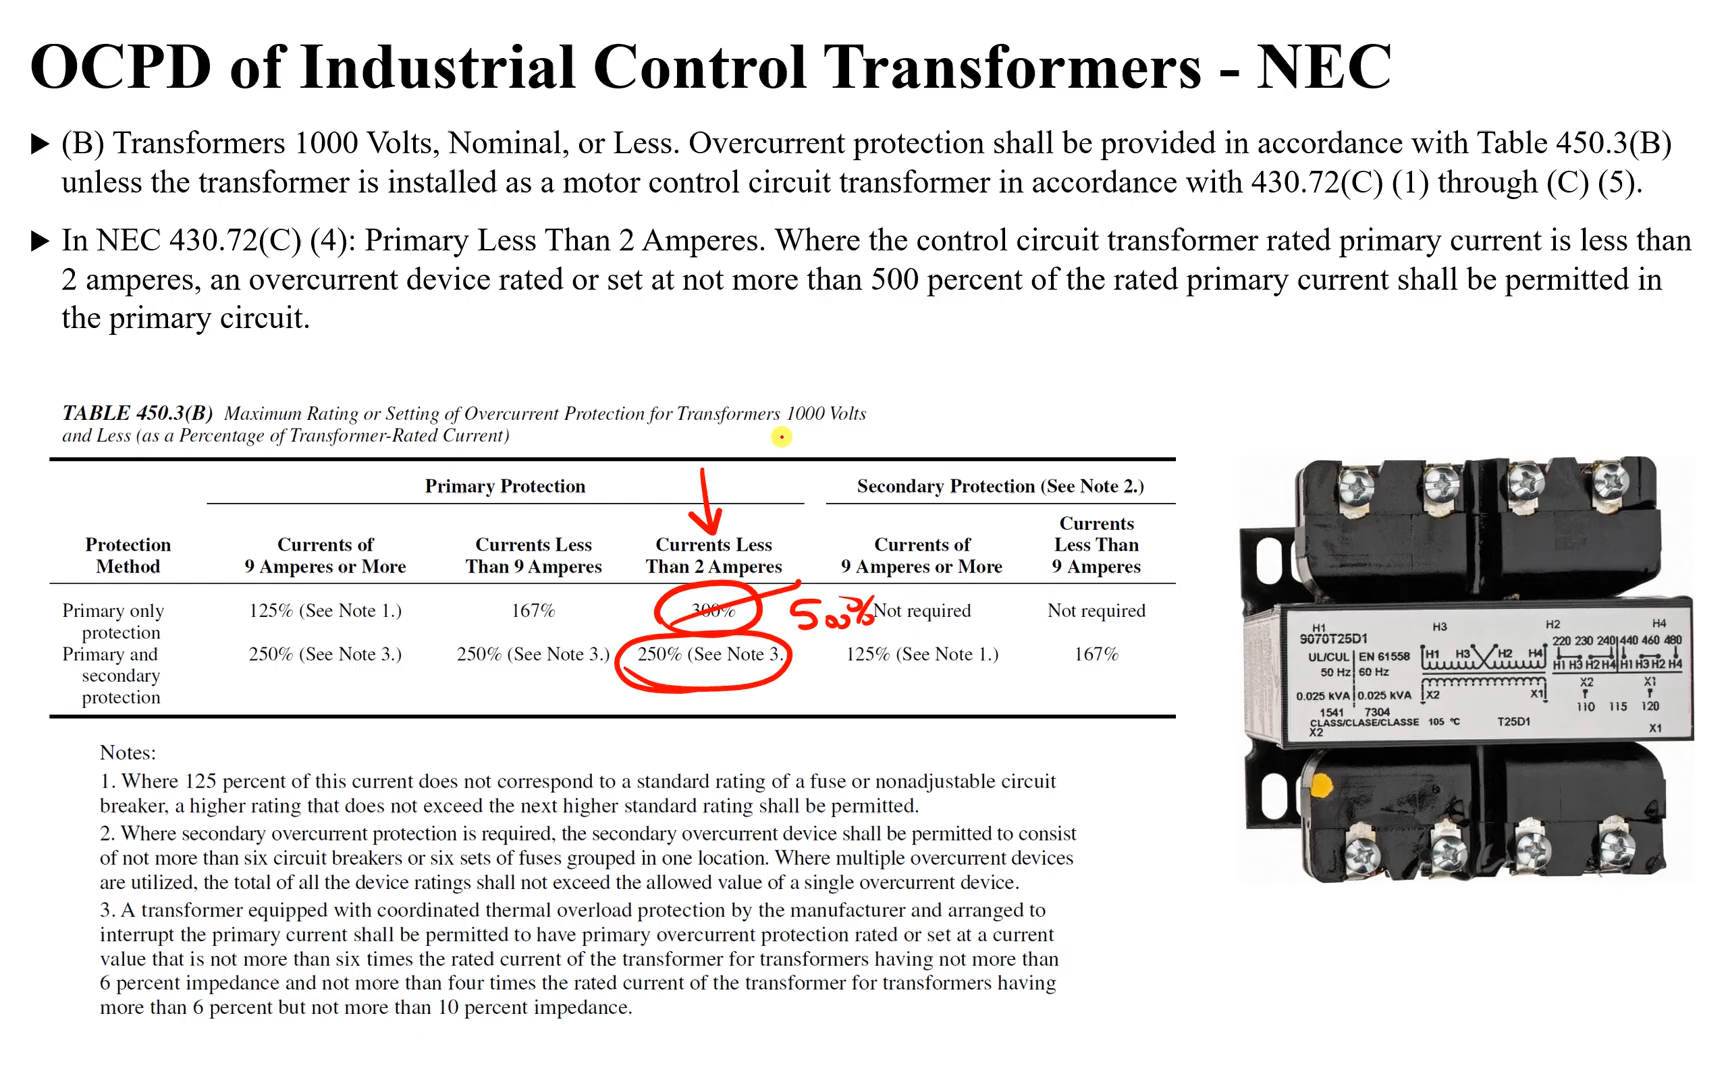 OCPD of Industrial Control Transformers - NEC
(B) Transformers 1000 Volts, Nominal, or Less. Overcurrent protection shall be provided in accordance with Table 450.3(B)
unless the transformer is installed as a motor control circuit transformer in accordance with 430.72(C) (1) through (C) (5).
In NEC 430.72(C) (4): Primary Less Than 2 Amperes. Where the control circuit transformer rated primary current is less than
2 amperes, an overcurrent device rated or set at not more than 500 percent of the rated primary current shall be permitted in
the primary circuit.
TABLE 450.3(B) Maximum Rating or Setting of Overcurrent Protection for Transformers 1000 Volts
and Less (as a Percentage of Transformer-Rated Current)
Primary Protection Secondary Protection (See Note 2.)
Protection Method
Currents of 9 Amperes or More
Currents Less Than 9 Amperes
Currents Less Than 2 Amperes
Currents of 9 Amperes or More
Currents Less Than 9 Amperes
Primary only protection
125% (See Note 1.) 167% 300% 500% Not required Not required
Primary and secondary protection
250% (See Note 3.) 250% (See Note 3.) 250% (See Note 3. 125% (See Note 1.) 167%
Notes:
1. Where 125 percent of this current does not correspond to a standard rating of a fuse or nonadjustable circuit
breaker, a higher rating that does not exceed the next higher standard rating shall be permitted.
2. Where secondary overcurrent protection is required, the secondary overcurrent device shall be permitted to consist
of not more than six circuit breakers or six sets of fuses grouped in one location. Where multiple overcurrent devices
are utilized, the total of all the device ratings shall not exceed the allowed value of a single overcurrent device.
3. A transformer equipped with coordinated thermal overload protection by the manufacturer and arranged to
interrupt the primary current shall be permitted to have primary overcurrent protection rated or set at a current
value that is not more than six times the rated current of the transformer for transformers having not more than
6 percent impedance and not more than four times the rated current of the transformer for transformers having
more than 6 percent but not more than 10 percent impedance.
H1 H3 H2 H4
9070T25D1
220 230 240 440 460 480
UL/CUL EN 61558
H1 H3 H2 H4
H1 H3 H2 H4 H1 H3 H2 H4
50 Hz 60 Hz
X2 X1
0.025 kVA 0.025 kVA
X2 X1
110 115 120
1541 7304
CLASS/CLASE/CLASSE 105 °C T25D1
X2 X1